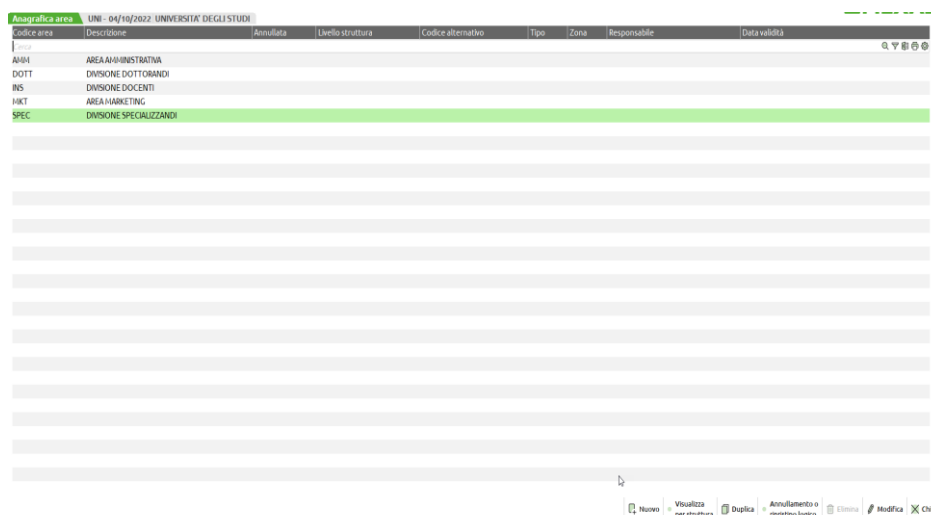 Anagrafica area UNI - 04/10/2022 UNIVERSITA' DEGLI STUDI
Codice area Descrizione Annullata Livello struttura Codice alternativo Tipo Zona Responsabile Data validità
Cerca
AMM AREA AMMINISTRATIVA
DOTT DIVISIONE DOTTORANDI
INS DIVISIONE DOCENTI
MKT AREA MARKETING
SPEC DIVISIONE SPECIALIZZANDI
Nuovo Visualizza per struttura Duplica Annullamento o ripristino logico Elimina Modifica Chi